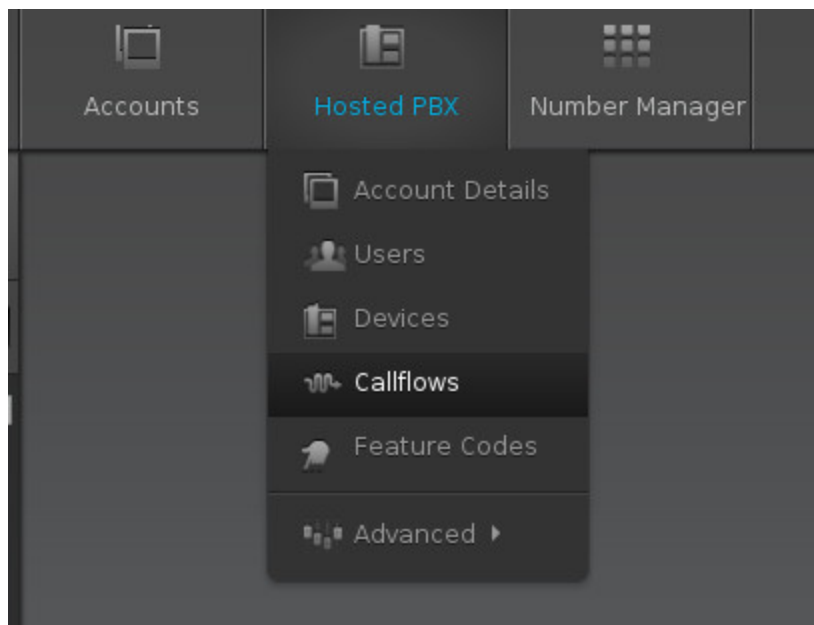 Accounts
Hosted PBX
Number Manager
Account Details
Users
Devices
Callflows
Feature Codes
Advanced